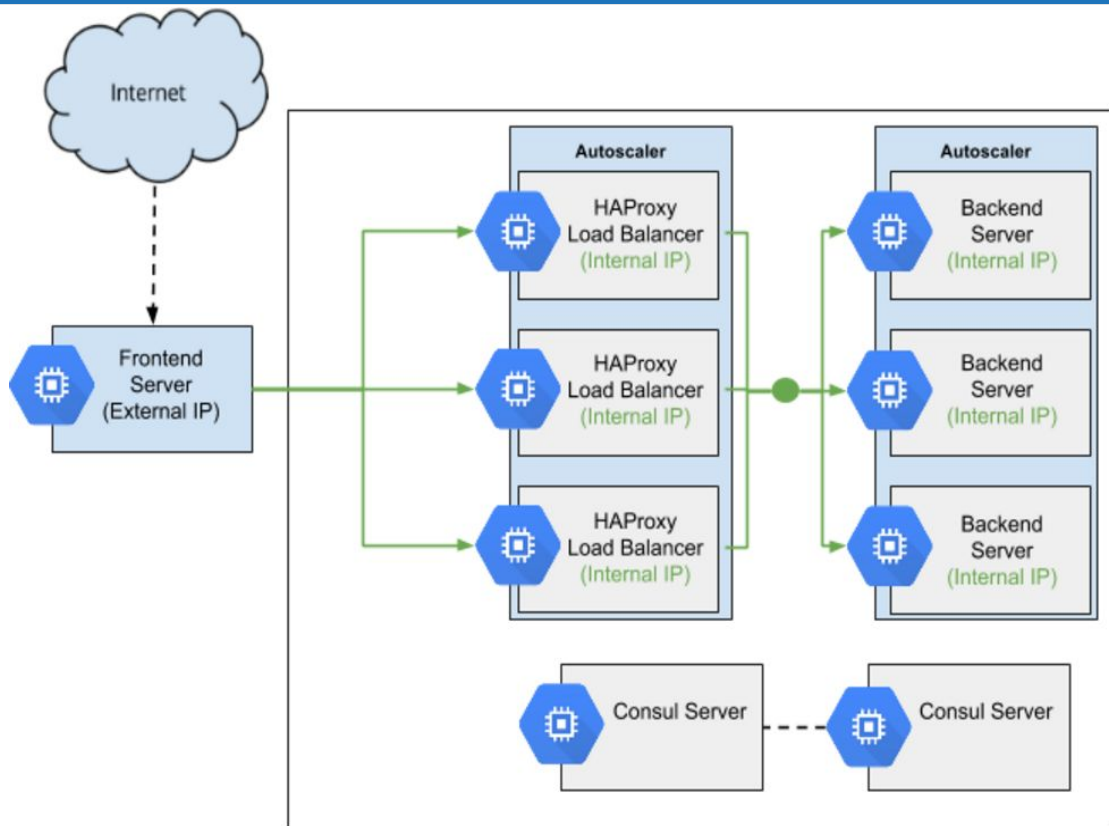 Internet
Frontend
Server
(External IP)
Autoscaler
HAProxy
Load Balancer
(Internal IP)
HAProxy
Load Balancer
(Internal IP)
HAProxy
Load Balancer
(Internal IP)
Autoscaler
Backend
Server
(Internal IP)
Backend
Server
(Internal IP)
Backend
Server
(Internal IP)
Consul Server
Consul Server